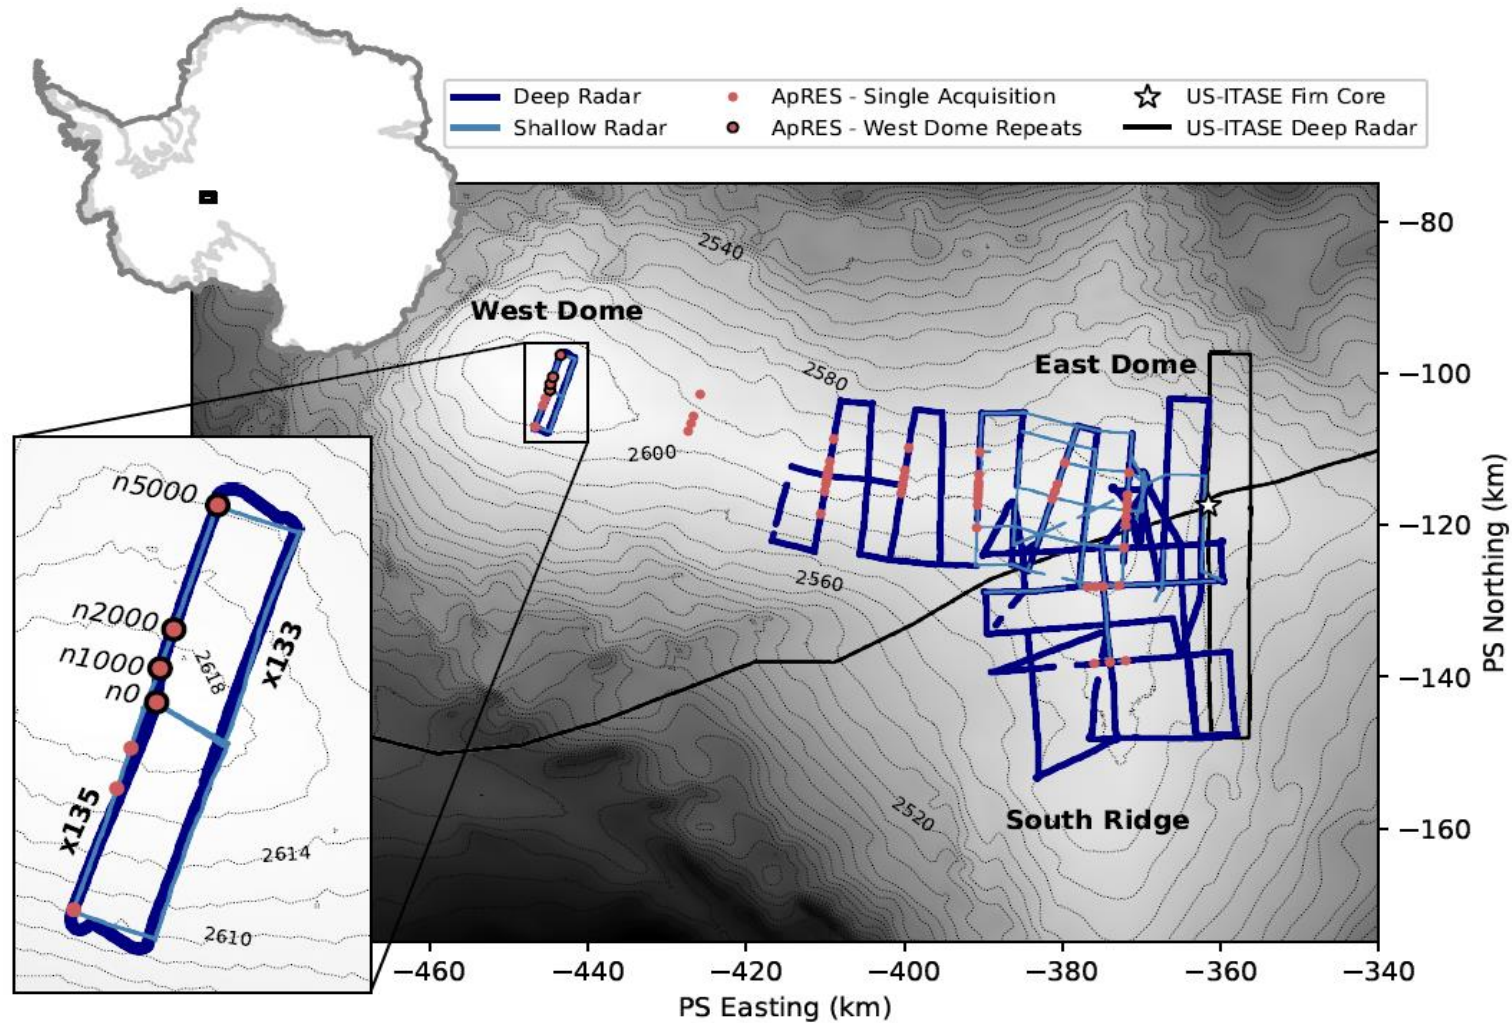 Deep Radar
Shallow Radar
ApRES - Single Acquisition
ApRES - West Dome Repeats
US-ITASE Firn Core
US-ITASE Deep Radar
2540
West Dome
2580
East Dome
2600
2560
2520
South Ridge
n5000
n2000
n1000
n0
2618
x133
x135
2614
2610
−80
−100
−120
−140
−160
PS Northing (km)
−460
−440
−420
−400
−380
−360
−340
PS Easting (km)